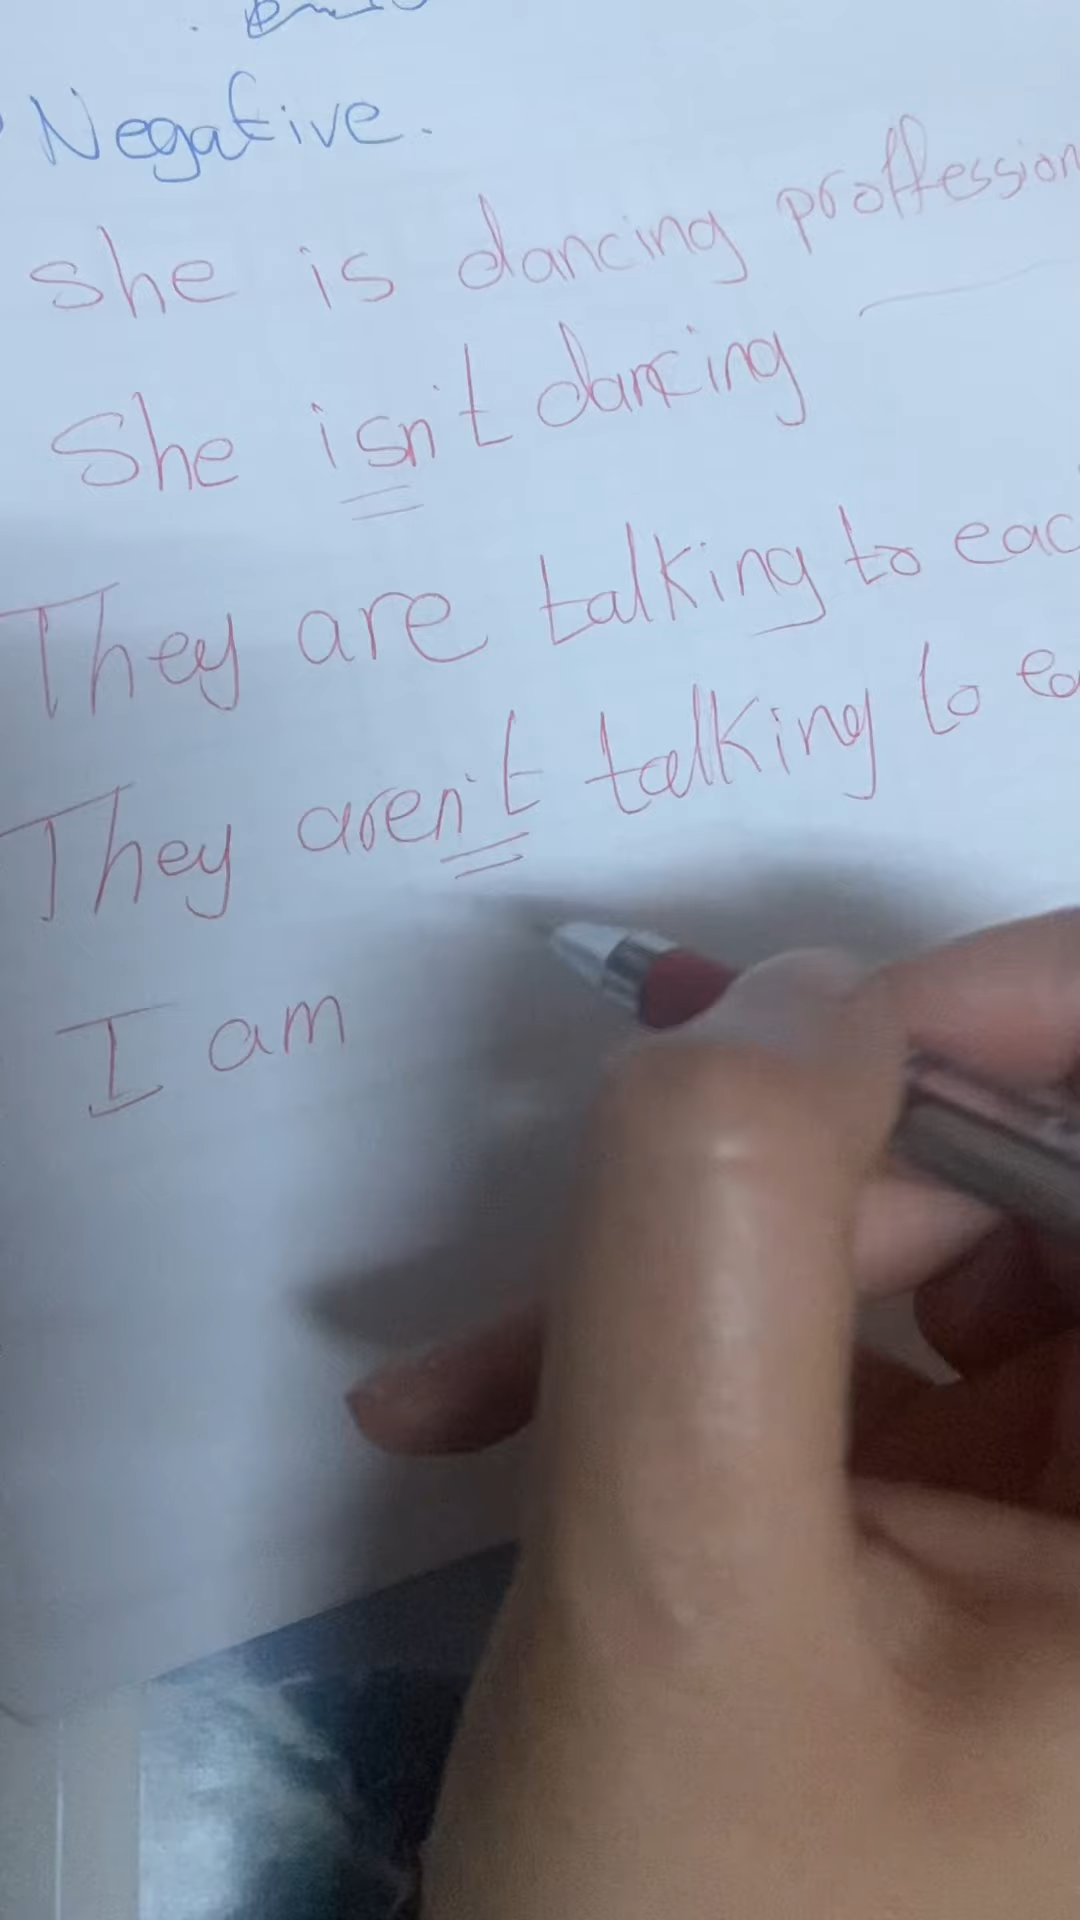 Negative.
She is dancing proffession
She isn't dancing
They are talking to eac
They aren't talking to ea
I am